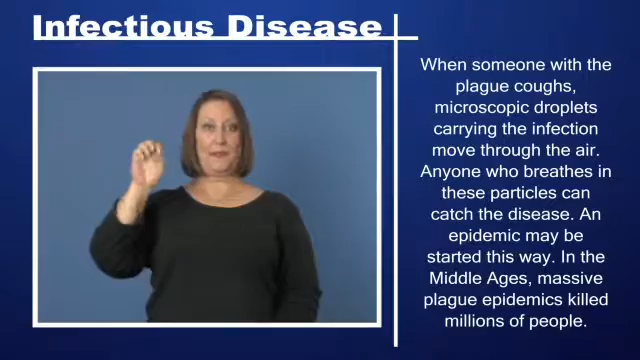 Infectious Disease
When someone with the
plague coughs,
microscopic droplets
carrying the infection
move through the air.
Anyone who breathes in
these particles can
catch the disease. An
epidemic may be
started this way. In the
Middle Ages, massive
plague epidemics killed
millions of people.